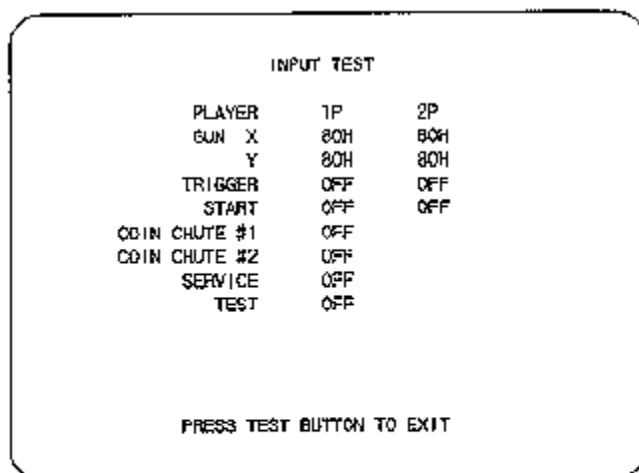 INPUT TEST
PLAYER 1P 2P
GUN X 80H 80H
Y 80H 80H
TRIGGER OFF OFF
START OFF OFF
COIN CHUTE #1 OFF
COIN CHUTE #2 OFF
SERVICE OFF
TEST OFF
PRESS TEST BUTTON TO EXIT